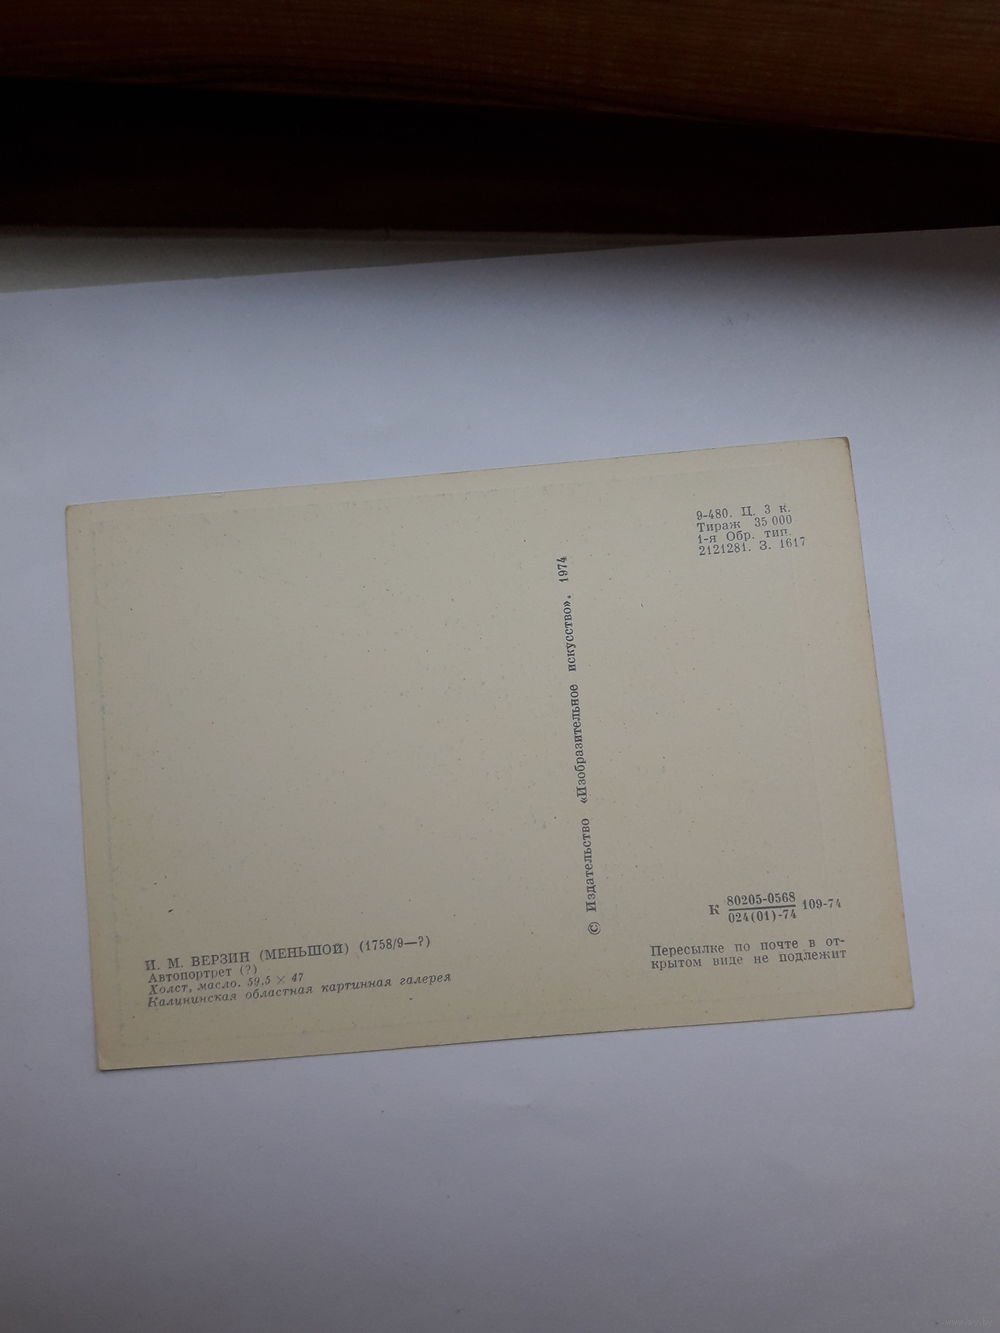 9-480. Ц. 3 к.
Тираж 35 000
1-я Обр. тип.
2121281. З. 1617
© Издательство «Изобразительное искусство». 1974
К 80205-0568 109-74
024(01)-74
Пересылке по почте в от-
крытом виде не подлежит
И. М. ВЕРЗИН (МЕНЬШОЙ) (1758/9—?)
Автопортрет (?)
Холст, масло. 59,5 × 47
Калининская областная картинная галерея